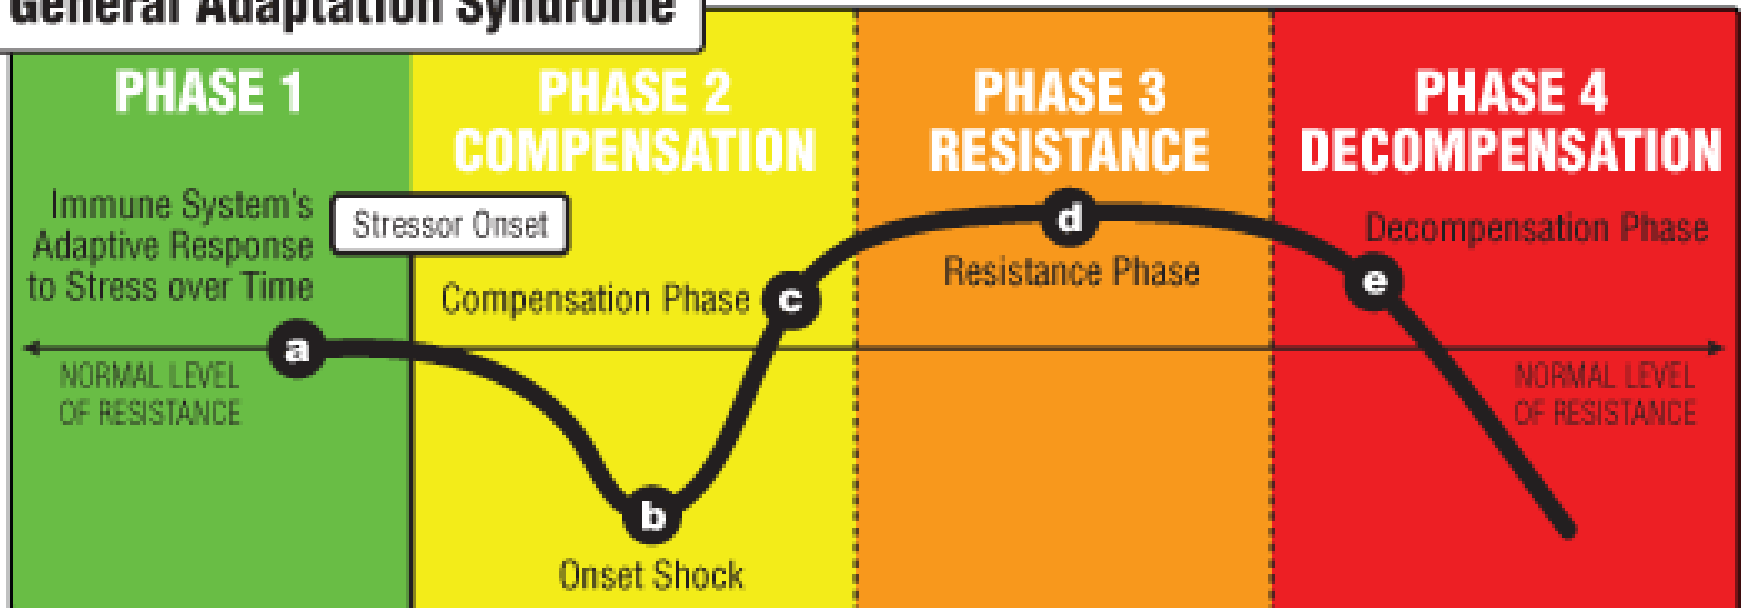 General Adaptation Syndrome
PHASE 1
PHASE 2
COMPENSATION
PHASE 3
RESISTANCE
PHASE 4
DECOMPENSATION
Immune System's
Adaptive Response
to Stress over Time
Stressor Onset
Compensation Phase
Resistance Phase
Decompensation Phase
a
b
c
d
e
NORMAL LEVEL
OF RESISTANCE
NORMAL LEVEL
OF RESISTANCE
Onset Shock